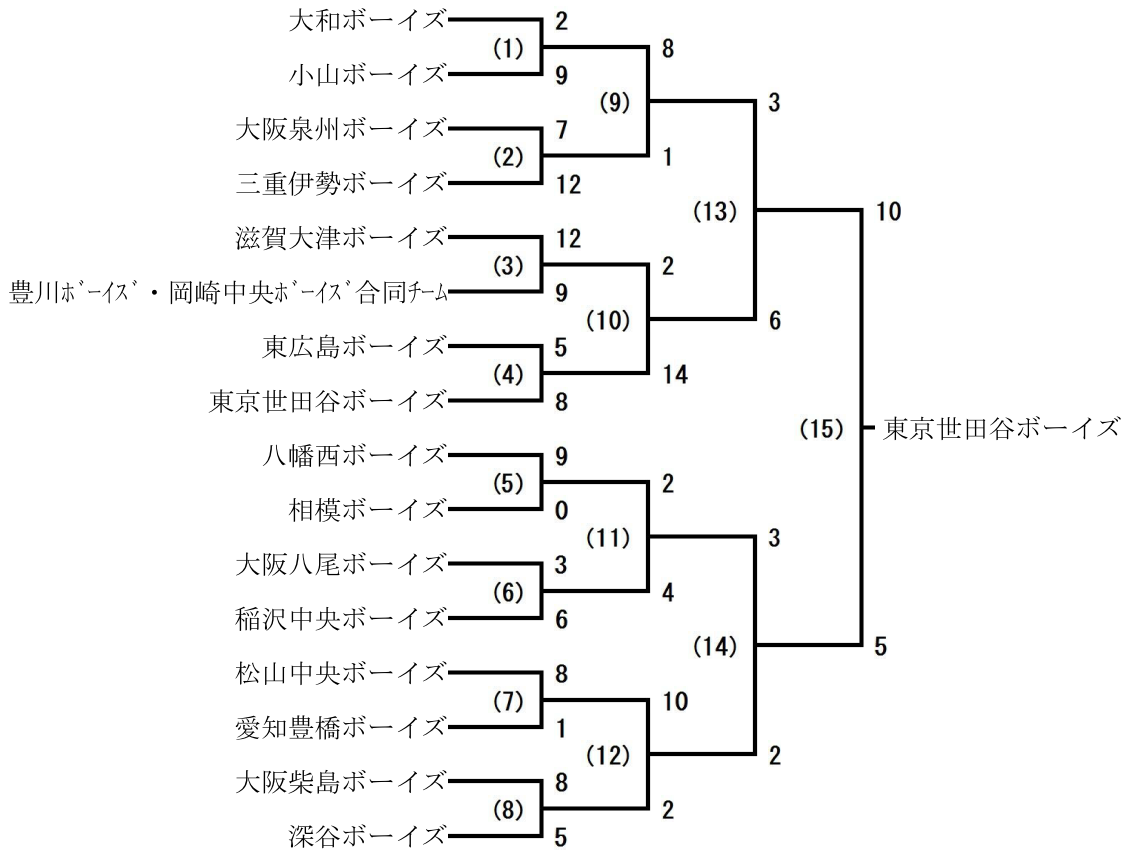 大和ボーイズ 2
(1) 8
小山ボーイズ 9
(9) 3
大阪泉州ボーイズ 7
(2) 1
三重伊勢ボーイズ 12
(13) 10
滋賀大津ボーイズ 12
(3) 2
豊川ﾎﾞｰｲｽﾞ・岡崎中央ﾎﾞｰｲｽﾞ合同ﾁｰﾑ 9
(10) 6
東広島ボーイズ 5
(4) 14
東京世田谷ボーイズ 8
(15) 東京世田谷ボーイズ
八幡西ボーイズ 9
(5) 2
相模ボーイズ 0
(11) 3
大阪八尾ボーイズ 3
(6) 4
稲沢中央ボーイズ 6
(14) 5
松山中央ボーイズ 8
(7) 10
愛知豊橋ボーイズ 1
(12) 2
大阪柴島ボーイズ 8
(8) 2
深谷ボーイズ 5